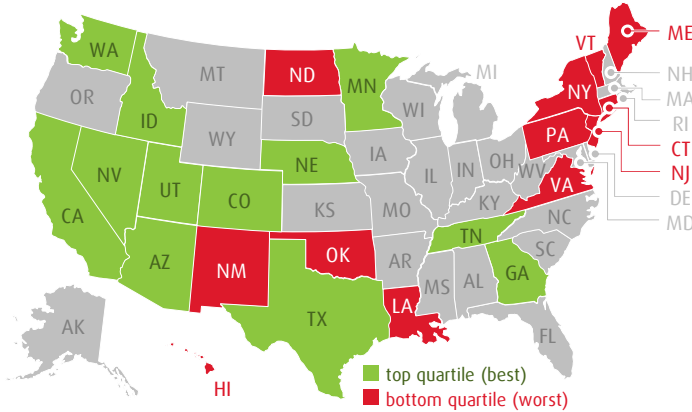 WA
MT
ND
MN
MI
VT
ME
NH
MA
RI
CT
NJ
DE
MD
OR
ID
WY
SD
WI
NY
PA
NV
UT
CO
NE
IA
IL
IN
OH
WV
VA
CA
KS
MO
KY
NC
AZ
NM
OK
AR
TN
SC
TX
LA
MS
AL
GA
FL
AK
HI
top quartile (best)
bottom quartile (worst)